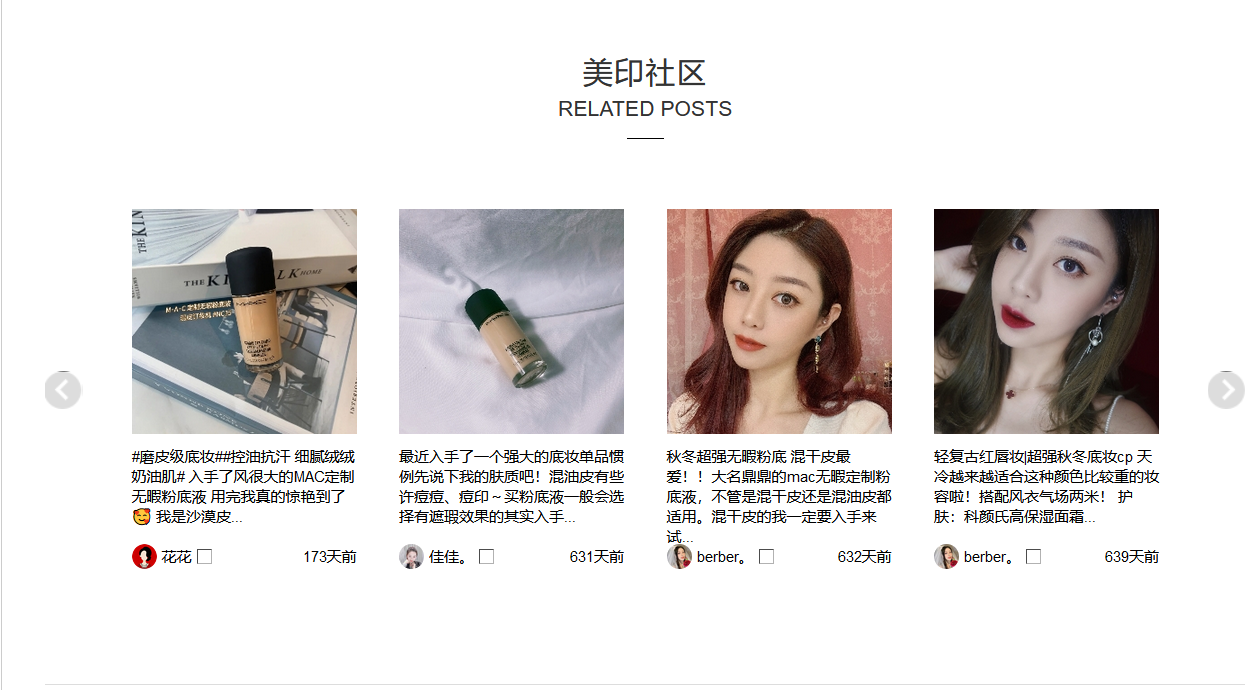 美印社区
RELATED POSTS
#磨皮级底妆##控油抗汗 细腻绒绒
奶油肌# 入手了风很大的MAC定制
无暇粉底液 用完我真的惊艳到了
🥰 我是沙漠皮...
花花
173天前
最近入手了一个强大的底妆单品惯
例先说下我的肤质吧！混油皮有些
许痘痘、痘印～买粉底液一般会选
择有遮瑕效果的其实入手...
佳佳。
631天前
秋冬超强无暇粉底 混干皮最
爱！！大名鼎鼎的mac无暇定制粉
底液，不管是混干皮还是混油皮都
适用。混干皮的我一定要入手来
试...
berber。
632天前
轻复古红唇妆|超强秋冬底妆cp 天
冷越来越适合这种颜色比较重的妆
容啦！搭配风衣气场两米！ 护
肤：科颜氏高保湿面霜...
berber。
639天前